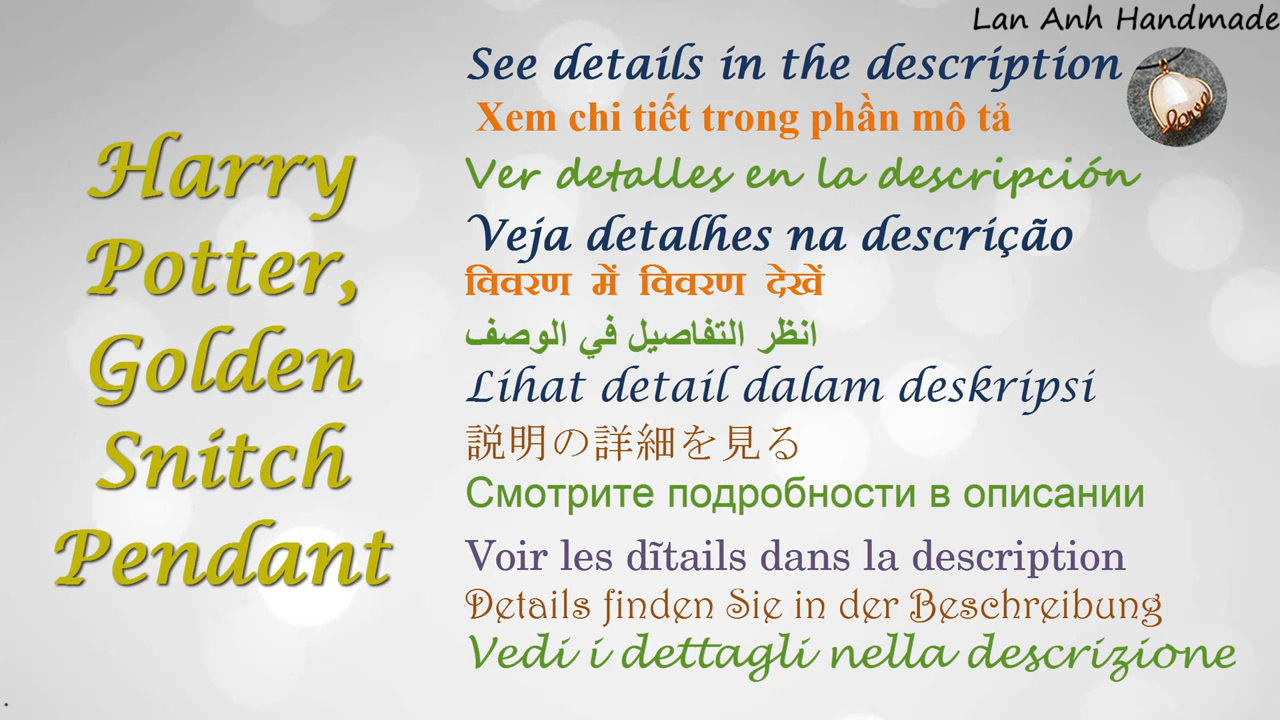 Lan Anh Handmade
Harry
Potter,
Golden
Snitch
Pendant
See details in the description
Xem chi tiết trong phần mô tả
Ver detalles en la descripción
Veja detalhes na descrição
विवरण में विवरण देखें
انظر التفاصيل في الوصف
Lihat detail dalam deskripsi
説明の詳細を見る
Смотрите подробности в описании
Voir les dĩtails dans la description
Details finden Sie in der Beschreibung
Vedi i dettagli nella descrizione